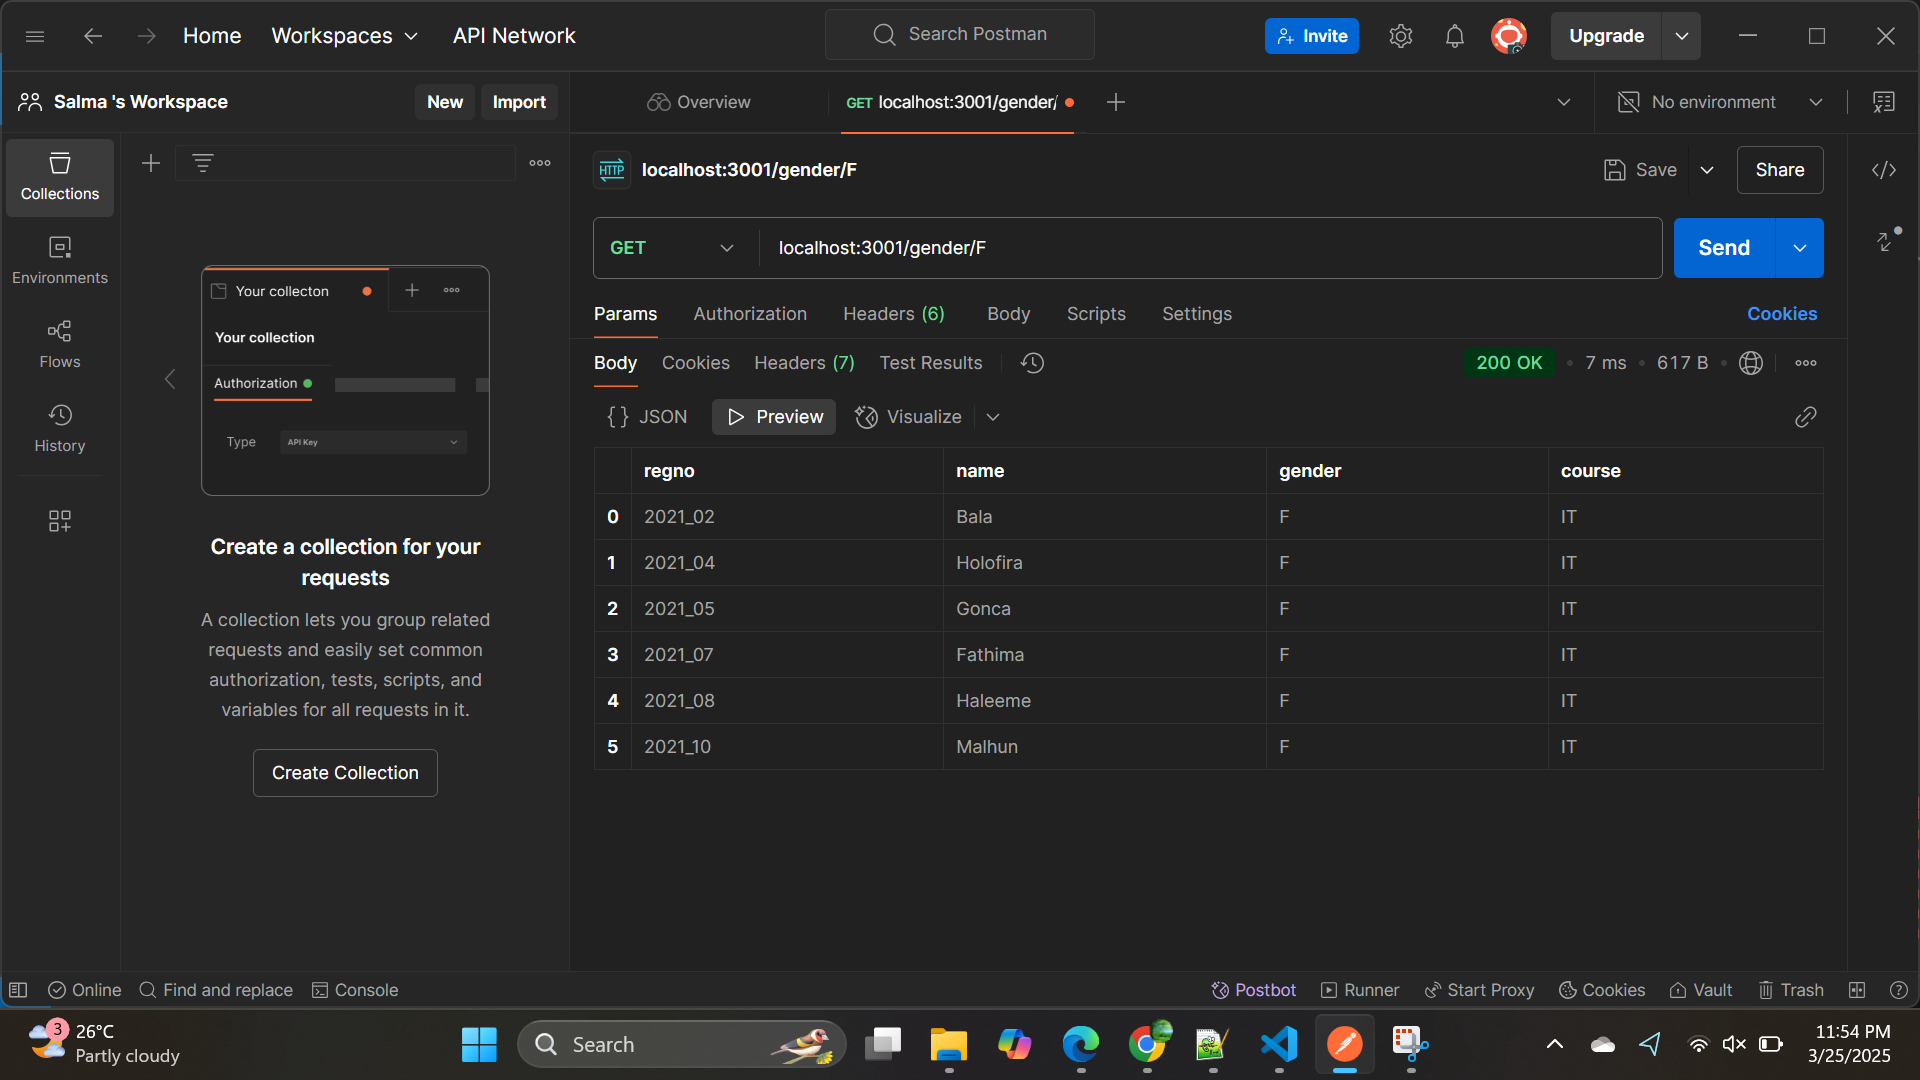 Home
Workspaces
API Network
Search Postman
Invite
Upgrade
Salma 's Workspace
New
Import
Overview
GET localhost:3001/gender/
No environment
Collections
Environments
Flows
History
Your collecton
Your collection
Authorization
Type
API Key
Create a collection for your
requests
A collection lets you group related
requests and easily set common
authorization, tests, scripts, and
variables for all requests in it.
Create Collection
HTTP
localhost:3001/gender/F
Save
Share
GET
localhost:3001/gender/F
Send
Params
Authorization
Headers (6)
Body
Scripts
Settings
Cookies
Body
Cookies
Headers (7)
Test Results
200 OK
7 ms
617 B
{} JSON
Preview
Visualize
regno name gender course
0 2021_02 Bala F IT
1 2021_04 Holofira F IT
2 2021_05 Gonca F IT
3 2021_07 Fathima F IT
4 2021_08 Haleeme F IT
5 2021_10 Malhun F IT
Online
Find and replace
Console
Postbot
Runner
Start Proxy
Cookies
Vault
Trash
3
26°C
Partly cloudy
Search
11:54 PM
3/25/2025